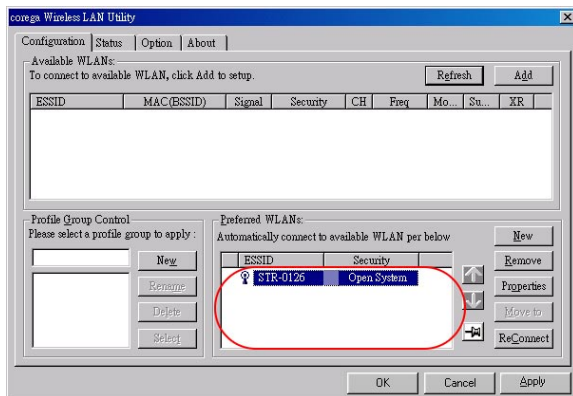 corega Wireless LAN Utility
Configuration Status Option About
Available WLANs:
To connect to available WLAN, click Add to setup.
Refresh Add
ESSID MAC(BSSID) Signal Security CH Freq Mo... Su... XR
Profile Group Control
Please select a profile group to apply :
New
Rename
Delete
Select
Preferred WLANs:
Automatically connect to available WLAN per below
ESSID Security
STR-0126 Open System
New
Remove
Properties
Move to
ReConnect
OK Cancel Apply